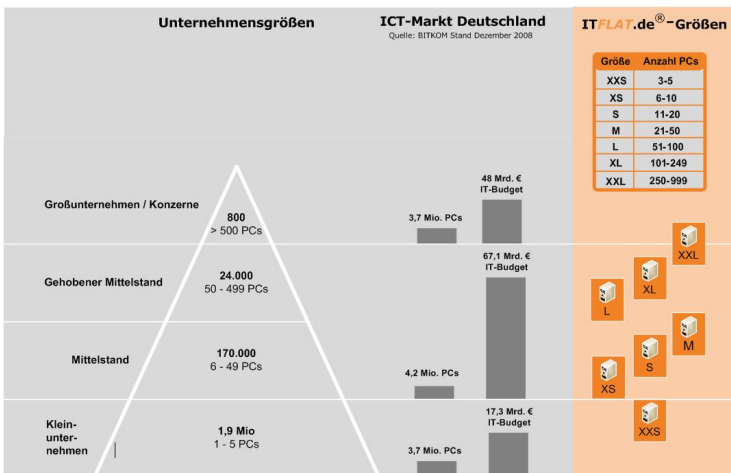 Unternehmensgrößen
ICT-Markt Deutschland
Quelle: BITKOM Stand Dezember 2008
ITFLAT.de®-Größen
Größe Anzahl PCs
XXS 3-5
XS 6-10
S 11-20
M 21-50
L 51-100
XL 101-249
XXL 250-999
Großunternehmen / Konzerne
800
> 500 PCs
3,7 Mio. PCs
48 Mrd. €
IT-Budget
XXL
Gehobener Mittelstand
24.000
50 - 499 PCs
67,1 Mrd. €
IT-Budget
XL
L
Mittelstand
170.000
6 - 49 PCs
4,2 Mio. PCs
M
S
XS
Klein-
unter-
nehmen
1,9 Mio
1 - 5 PCs
3,7 Mio. PCs
17,3 Mrd. €
IT-Budget
XXS